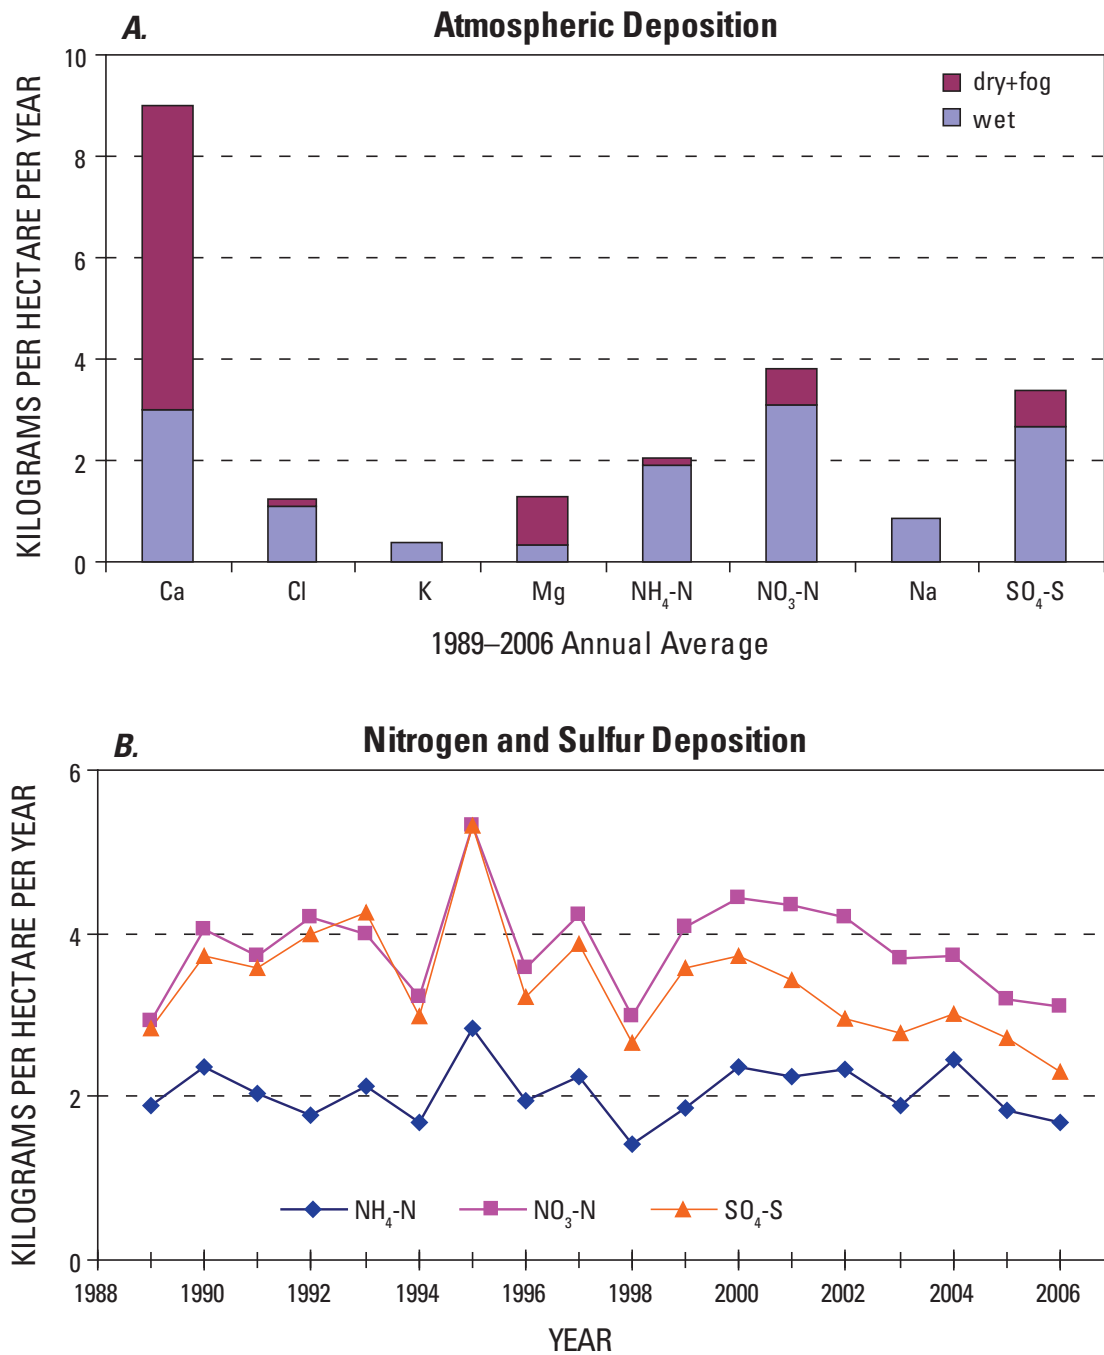 A.
Atmospheric Deposition
KILOGRAMS PER HECTARE PER YEAR
10
8
6
4
2
0
dry+fog
wet
Ca Cl K Mg NH₄-N NO₃-N Na SO₄-S
1989–2006 Annual Average
B.
Nitrogen and Sulfur Deposition
KILOGRAMS PER HECTARE PER YEAR
6
4
2
0
NH₄-N NO₃-N SO₄-S
1988 1990 1992 1994 1996 1998 2000 2002 2004 2006
YEAR